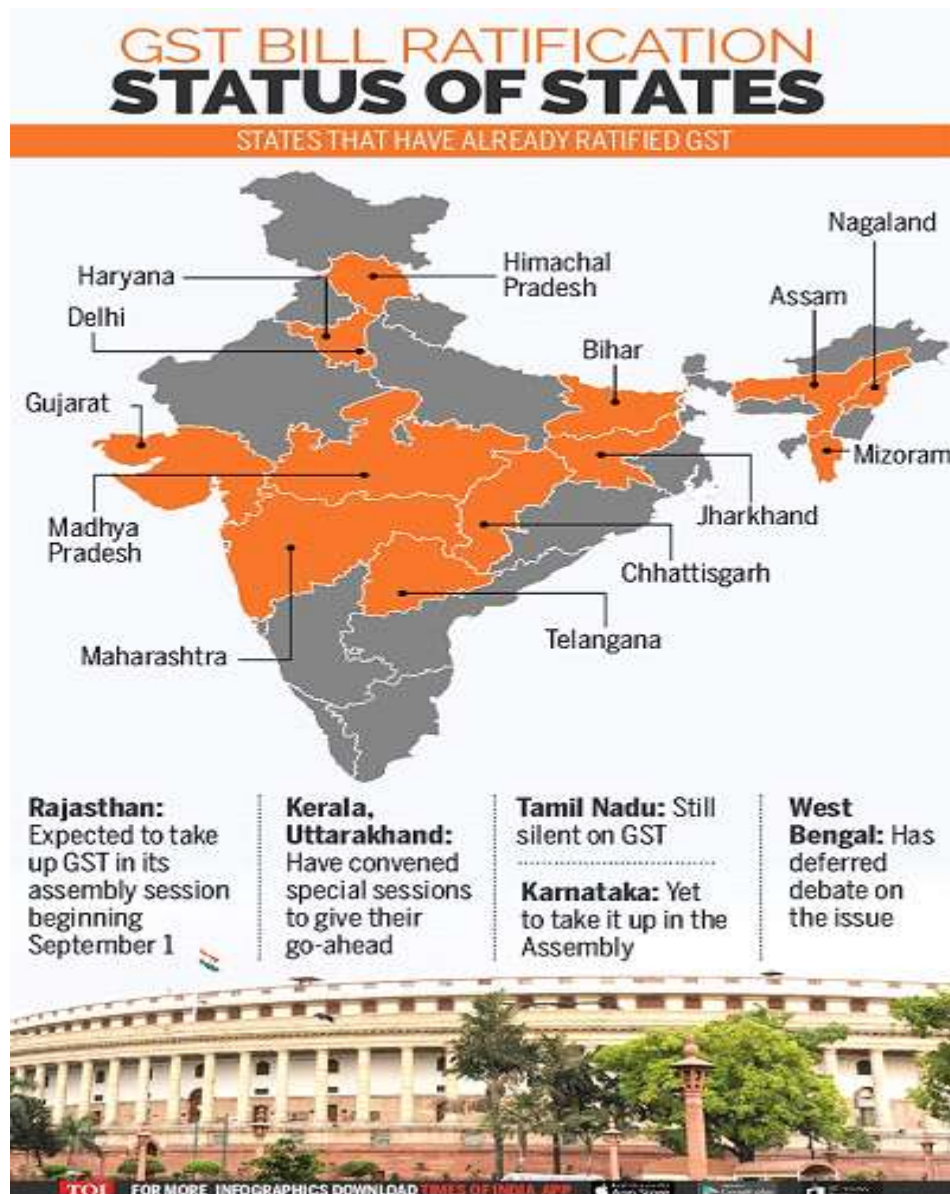 GST BILL RATIFICATION
STATUS OF STATES
STATES THAT HAVE ALREADY RATIFIED GST
Nagaland
Haryana
Himachal
Pradesh
Assam
Delhi
Bihar
Gujarat
Mizoram
Madhya
Pradesh
Jharkhand
Chhattisgarh
Telangana
Maharashtra
Rajasthan:
Expected to take
up GST in its
assembly session
beginning
September 1
Kerala,
Uttarakhand:
Have convened
special sessions
to give their
go-ahead
Tamil Nadu: Still
silent on GST
Karnataka: Yet
to take it up in the
Assembly
West
Bengal: Has
deferred
debate on
the issue
TOI FOR MORE INFOGRAPHICS DOWNLOAD TIMES OF INDIA APP